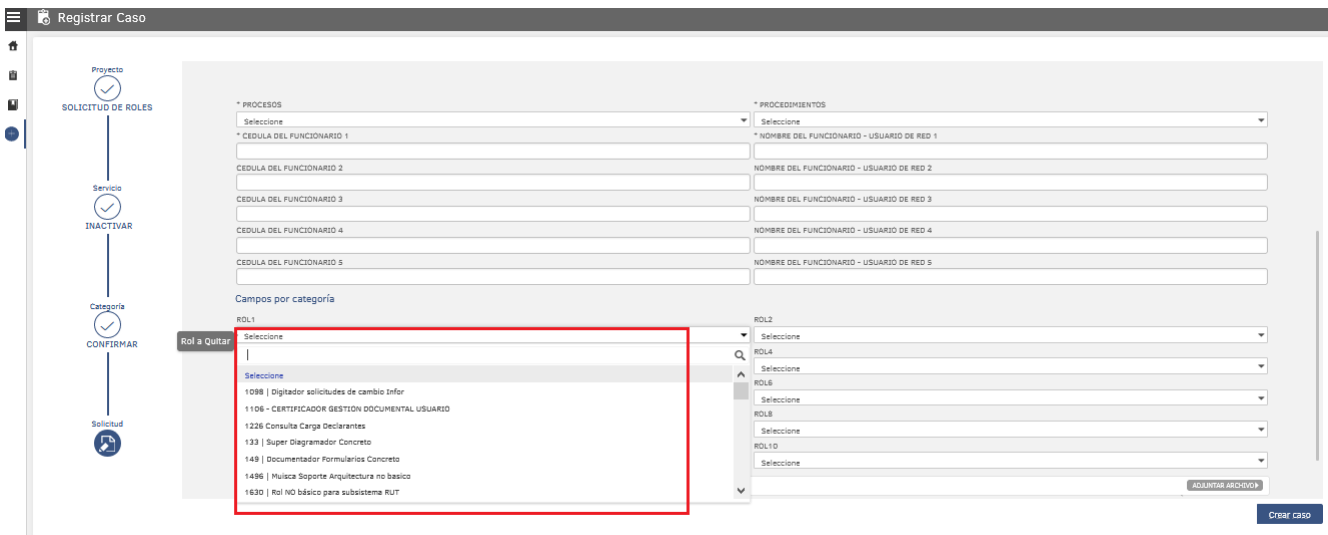 Registrar Caso
Proyecto
SOLICITUD DE ROLES
Servicio
INACTIVAR
Categoría
CONFIRMAR
Solicitud
* PROCESOS
* PROCEDIMIENTOS
Seleccione
Seleccione
* CEDULA DEL FUNCIONARIO 1
* NOMBRE DEL FUNCIONARIO - USUARIO DE RED 1
CEDULA DEL FUNCIONARIO 2
NOMBRE DEL FUNCIONARIO - USUARIO DE RED 2
CEDULA DEL FUNCIONARIO 3
NOMBRE DEL FUNCIONARIO - USUARIO DE RED 3
CEDULA DEL FUNCIONARIO 4
NOMBRE DEL FUNCIONARIO - USUARIO DE RED 4
CEDULA DEL FUNCIONARIO 5
NOMBRE DEL FUNCIONARIO - USUARIO DE RED 5
Campos por categoría
ROL1
ROL2
Rol a Quitar
Seleccione
Seleccione
ROL4
Seleccione
Seleccione
ROL6
1098 | Digitador solicitudes de cambio Infor
Seleccione
1106 - CERTIFICADOR GESTION DOCUMENTAL USUARIO
ROL8
1226 Consulta Carga Declarantes
Seleccione
133 | Super Diagramador Concreto
ROL10
149 | Documentador Formularios Concreto
Seleccione
1496 | Muisca Soporte Arquitectura no basico
1630 | Rol NO básico para subsistema RUT
ADJUNTAR ARCHIVO
Crear caso